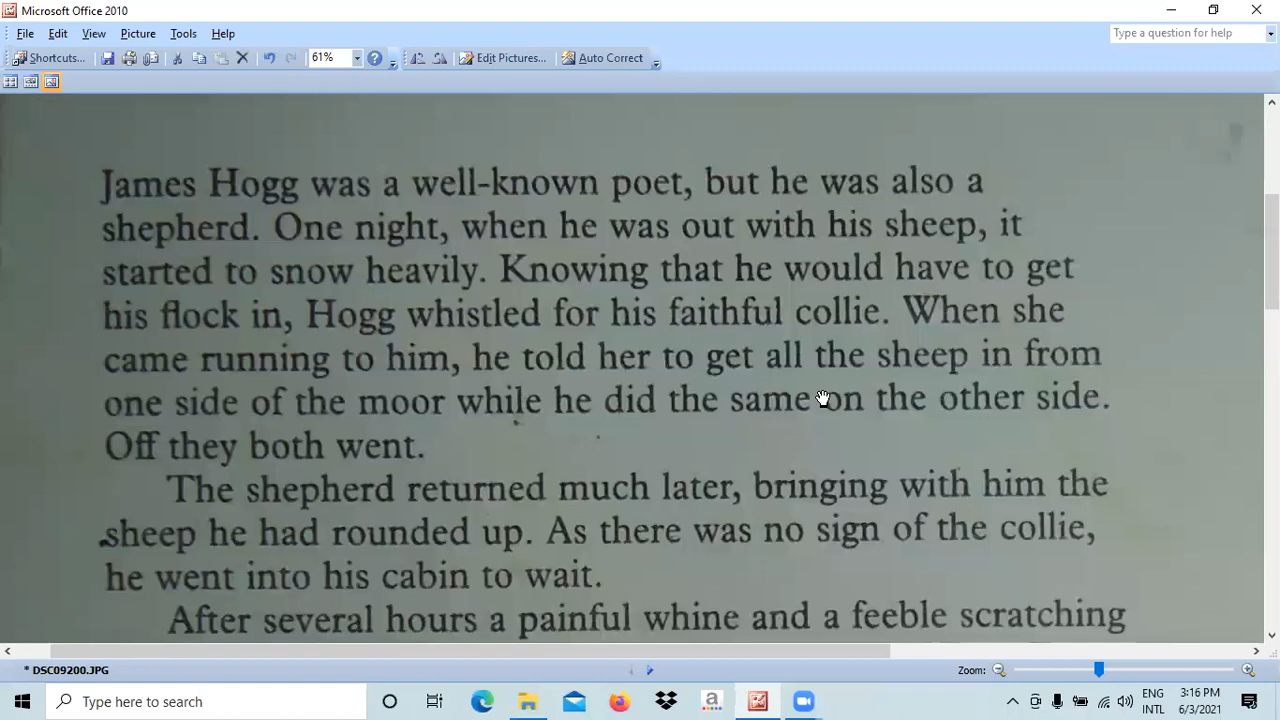 Microsoft Office 2010
File Edit View Picture Tools Help
Type a question for help
Shortcuts... 61% Edit Pictures... Auto Correct
James Hogg was a well-known poet, but he was also a
shepherd. One night, when he was out with his sheep, it
started to snow heavily. Knowing that he would have to get
his flock in, Hogg whistled for his faithful collie. When she
came running to him, he told her to get all the sheep in from
one side of the moor while he did the same on the other side.
Off they both went.
The shepherd returned much later, bringing with him the
sheep he had rounded up. As there was no sign of the collie,
he went into his cabin to wait.
After several hours a painful whine and a feeble scratching
* DSC09200.JPG Zoom:
Type here to search a ENG 3:16 PM
INTL 6/3/2021